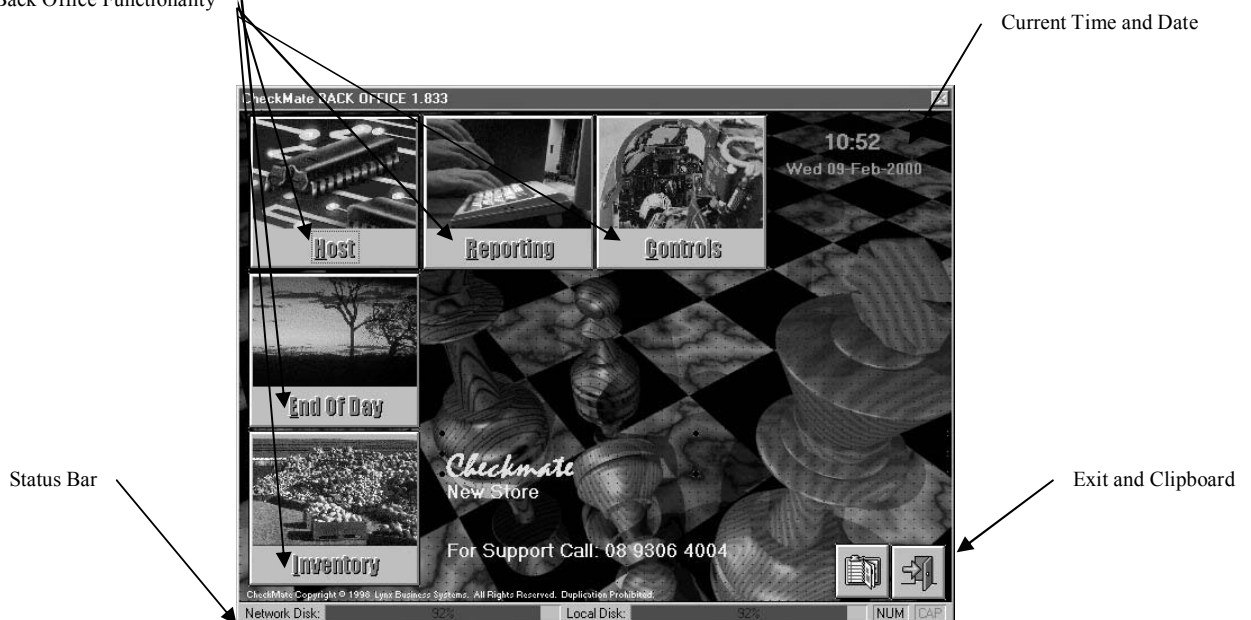 Back Office Functionality
Current Time and Date
CheckMate BACK OFFICE 1.833
10:52
Wed 09-Feb-2000
Host
Reporting
Controls
End Of Day
Status Bar
Checkmate
New Store
Exit and Clipboard
For Support Call: 08 9306 4004
Inventory
CheckMate Copyright © 1998 Lynx Business Systems. All Rights Reserved. Duplication Prohibited.
Network Disk: 92% Local Disk: 92% NUM CAP